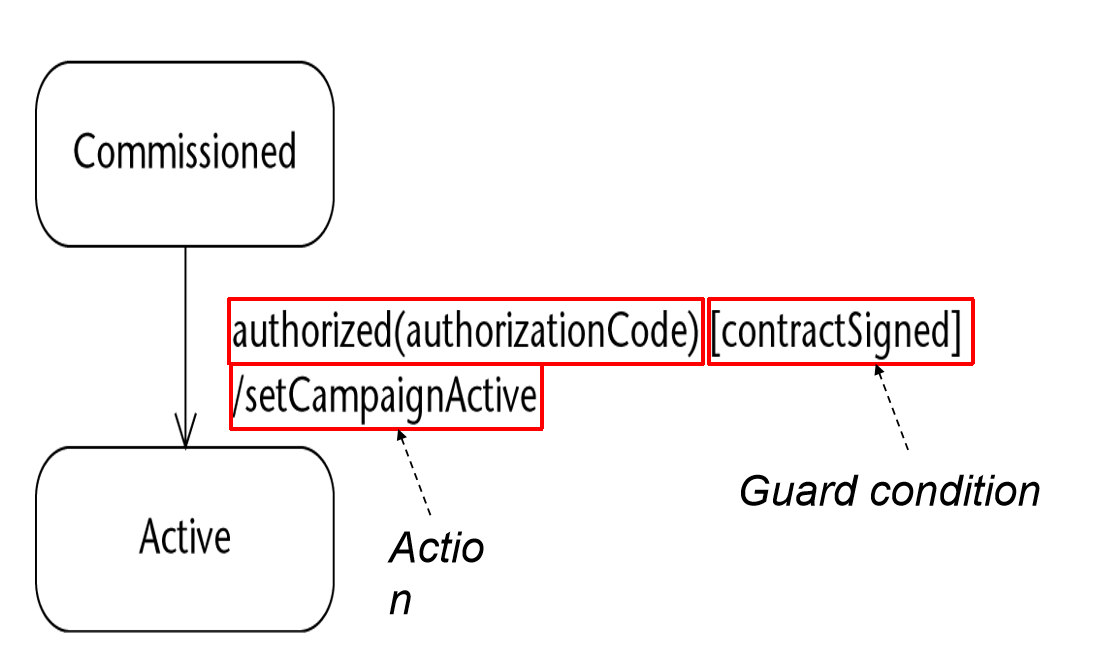 Commissioned
authorized(authorizationCode) [contractSigned]
/setCampaignActive
Guard condition
Active
Actio
n